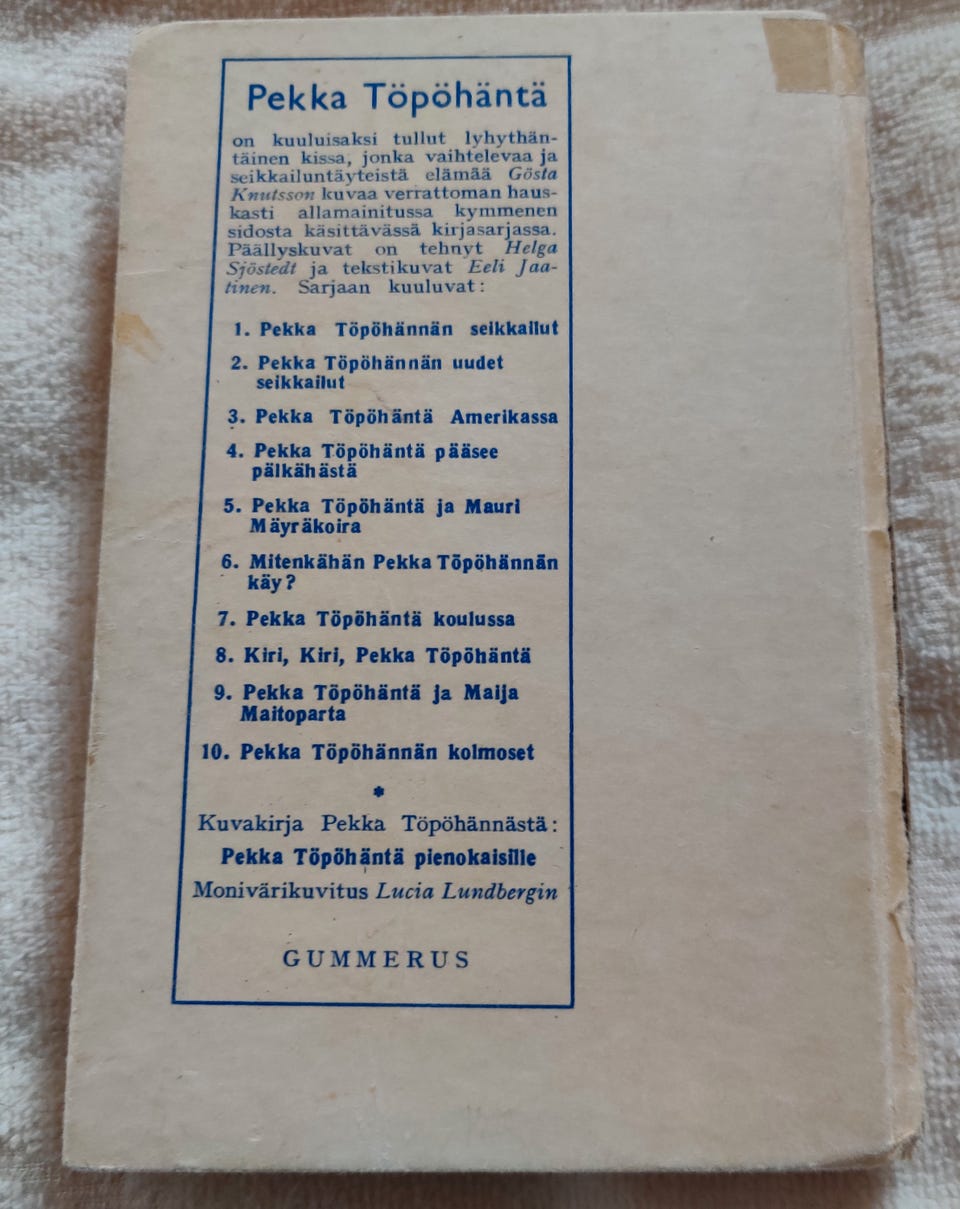 Pekka Töpöhäntä
on kuuluisaksi tullut lyhythän-
täinen kissa, jonka vaihtelevaa ja
seikkailuntäyteistä elämää Gösta
Knutsson kuvaa verrattoman haus-
kasti allamainitussa kymmenen
sidosta käsittävässä kirjasarjassa.
Päällyskuvat on tehnyt Helga
Sjöstedt ja tekstikuvat Eeli Jaa-
tinen. Sarjaan kuuluvat:
1. Pekka Töpöhännän seikkailut
2. Pekka Töpöhännän uudet
seikkailut
3. Pekka Töpöhäntä Amerikassa
4. Pekka Töpöhäntä pääsee
pälkähästä
5. Pekka Töpöhäntä ja Mauri
Mäyräkoira
6. Mitenkähän Pekka Töpöhännän
käy?
7. Pekka Töpöhäntä koulussa
8. Kiri, Kiri, Pekka Töpöhäntä
9. Pekka Töpöhäntä ja Maija
Maitoparta
10. Pekka Töpöhännän kolmoset
*
Kuvakirja Pekka Töpöhännästä:
Pekka Töpöhäntä pienokaisille
Monivärikuvitus Lucia Lundbergin
GUMMERUS